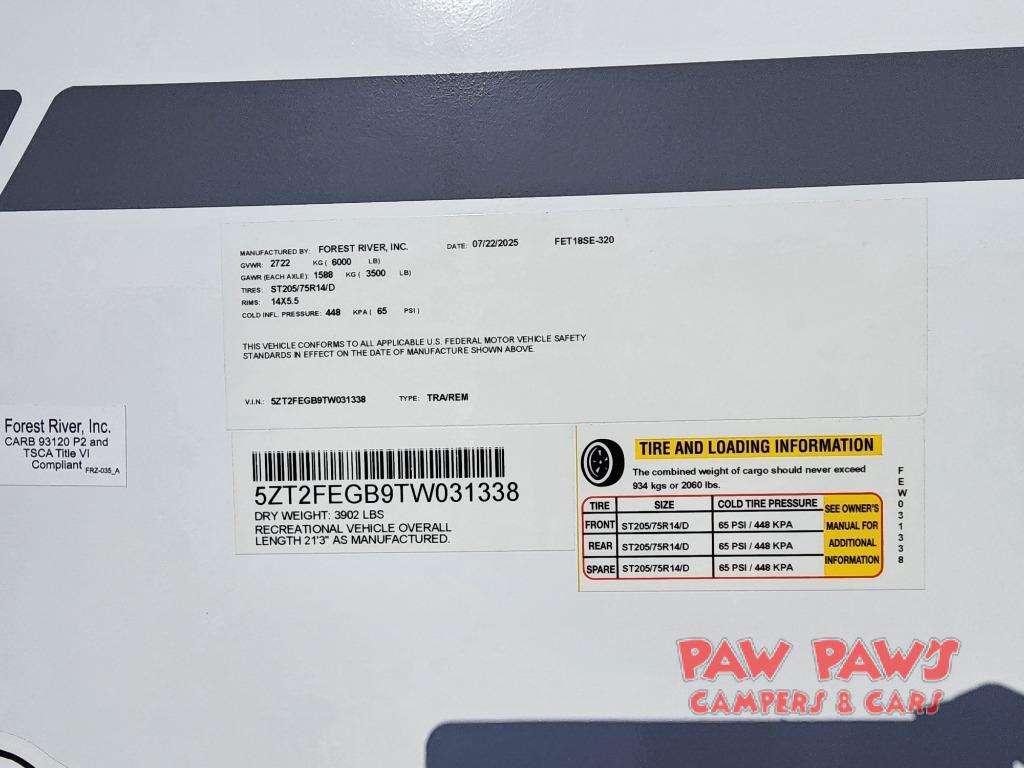 MANUFACTURED BY: FOREST RIVER, INC. DATE: 07/22/2025 FET18SE-320
GVWR: 2722 KG ( 6000 LB)
GAWR (EACH AXLE): 1588 KG ( 3500 LB)
TIRES: ST205/75R14/D
RIMS: 14X5.5
COLD INFL. PRESSURE: 448 KPA ( 65 PSI )
THIS VEHICLE CONFORMS TO ALL APPLICABLE U.S. FEDERAL MOTOR VEHICLE SAFETY
STANDARDS IN EFFECT ON THE DATE OF MANUFACTURE SHOWN ABOVE.
V.I.N.: 5ZT2FEGB9TW031338 TYPE: TRA/REM
Forest River, Inc.
CARB 93120 P2 and
TSCA Title VI
Compliant FRZ-035_A
5ZT2FEGB9TW031338
DRY WEIGHT: 3902 LBS
RECREATIONAL VEHICLE OVERALL
LENGTH 21'3" AS MANUFACTURED.
TIRE AND LOADING INFORMATION
The combined weight of cargo should never exceed
934 kgs or 2060 lbs.
TIRE SIZE COLD TIRE PRESSURE
FRONT ST205/75R14/D 65 PSI / 448 KPA
REAR ST205/75R14/D 65 PSI / 448 KPA
SPARE ST205/75R14/D 65 PSI / 448 KPA
SEE OWNER'S
MANUAL FOR
ADDITIONAL
INFORMATION
FEW031338
PAW PAW'S
CAMPERS & CARS